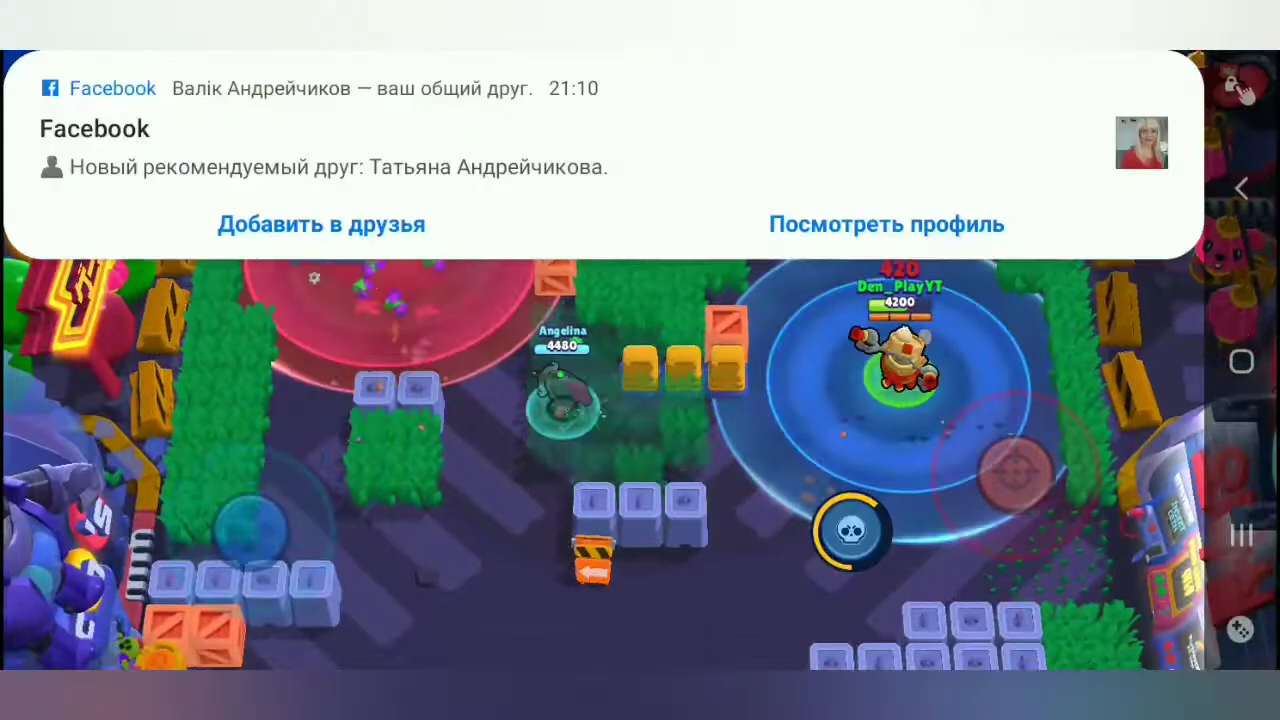 Facebook Валік Андрейчиков — ваш общий друг. 21:10
Facebook
Новый рекомендуемый друг: Татьяна Андрейчикова.
Добавить в друзья Посмотреть профиль
420
Den_PlayYT
4200
Angelina
4480